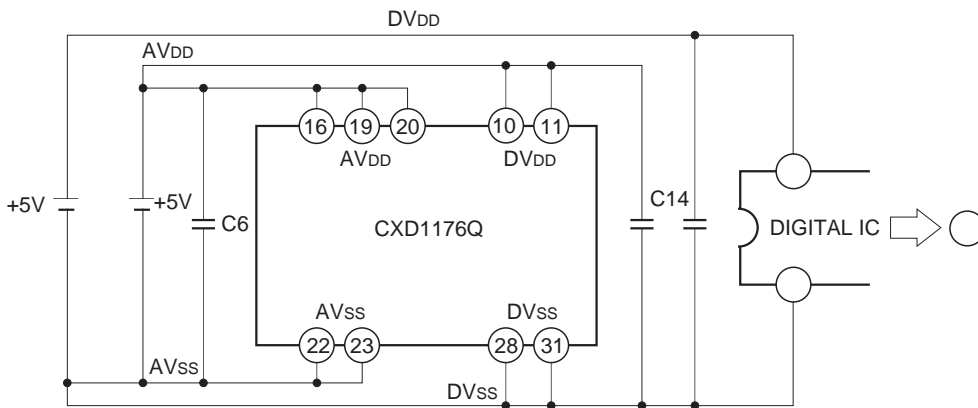 DVDD
AVDD
16 19 20 10 11
AVDD DVDD
+5V +5V C6 CXD1176Q C14 DIGITAL IC
AVSS DVSS
22 23 28 31
AVSS
DVSS